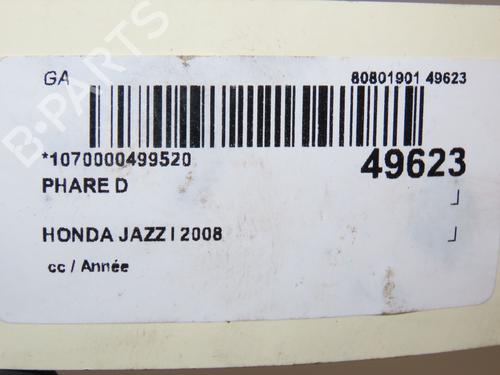 B-PARTS
GA
80801901 49623
*1070000499520
49623
PHARE D
HONDA JAZZ I 2008
cc / Année